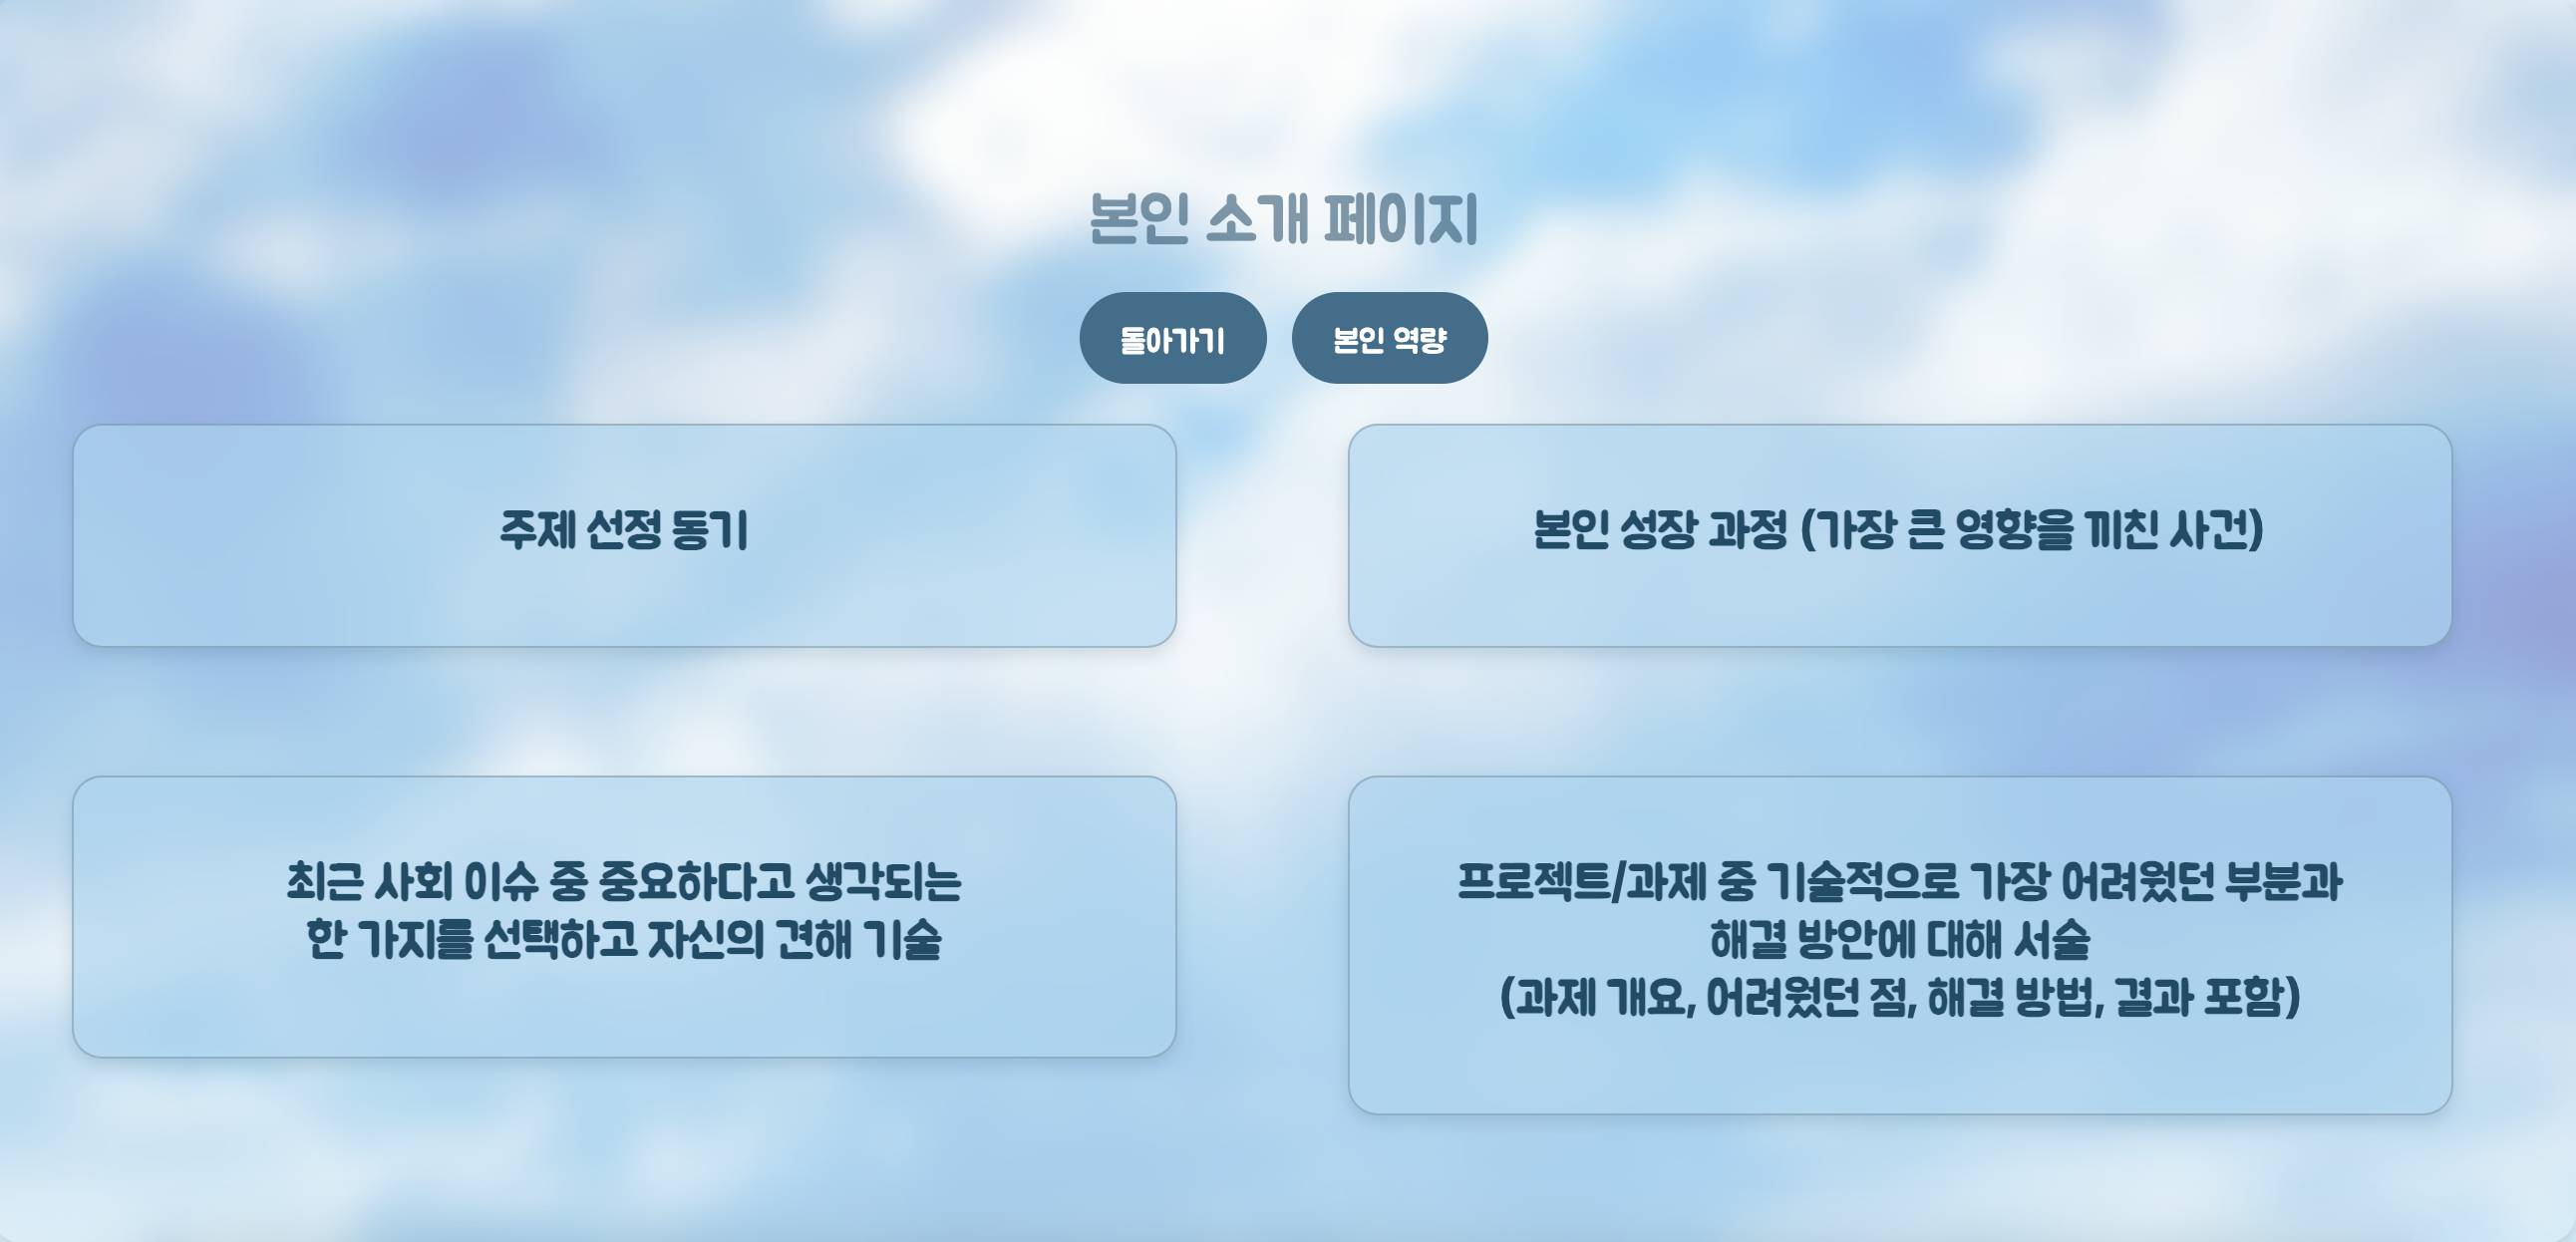 본인 소개 페이지
돌아가기
본인 역량
주제 선정 동기
본인 성장 과정 (가장 큰 영향을 끼친 사건)
최근 사회 이슈 중 중요하다고 생각되는
한 가지를 선택하고 자신의 견해 기술
프로젝트/과제 중 기술적으로 가장 어려웠던 부분과
해결 방안에 대해 서술
(과제 개요, 어려웠던 점, 해결 방법, 결과 포함)